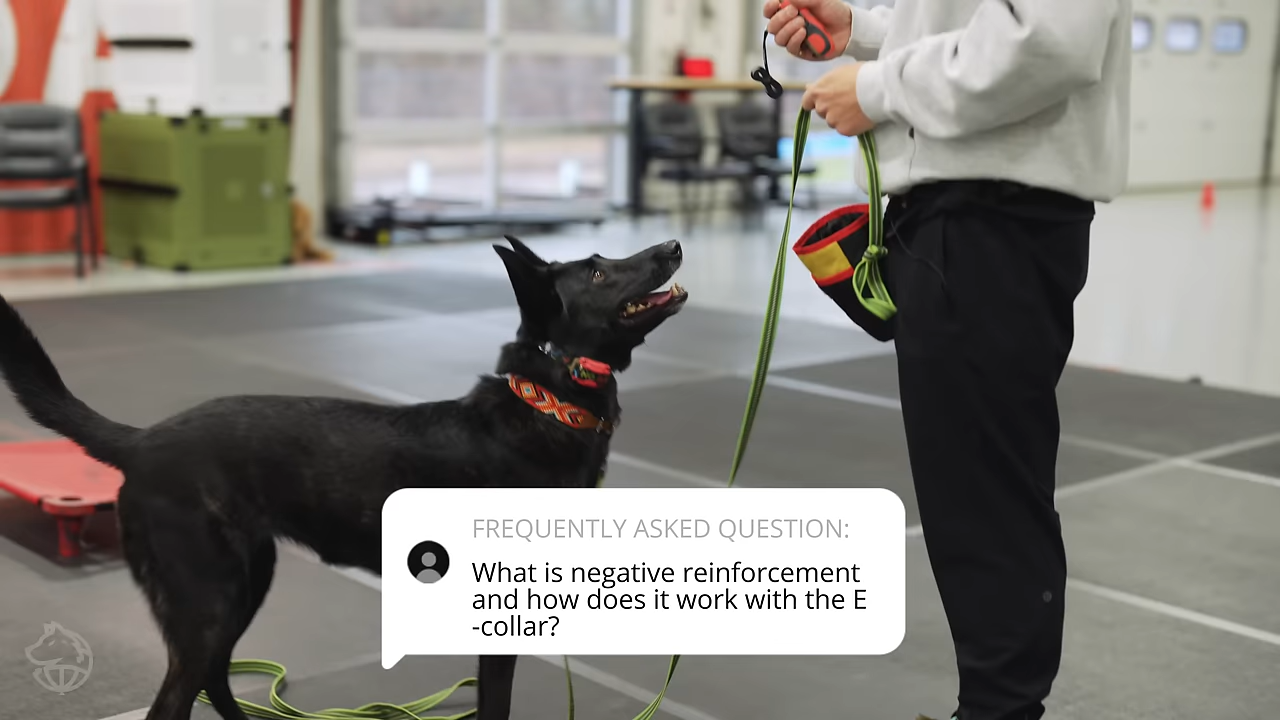 FREQUENTLY ASKED QUESTION:
What is negative reinforcement
and how does it work with the E
-collar?